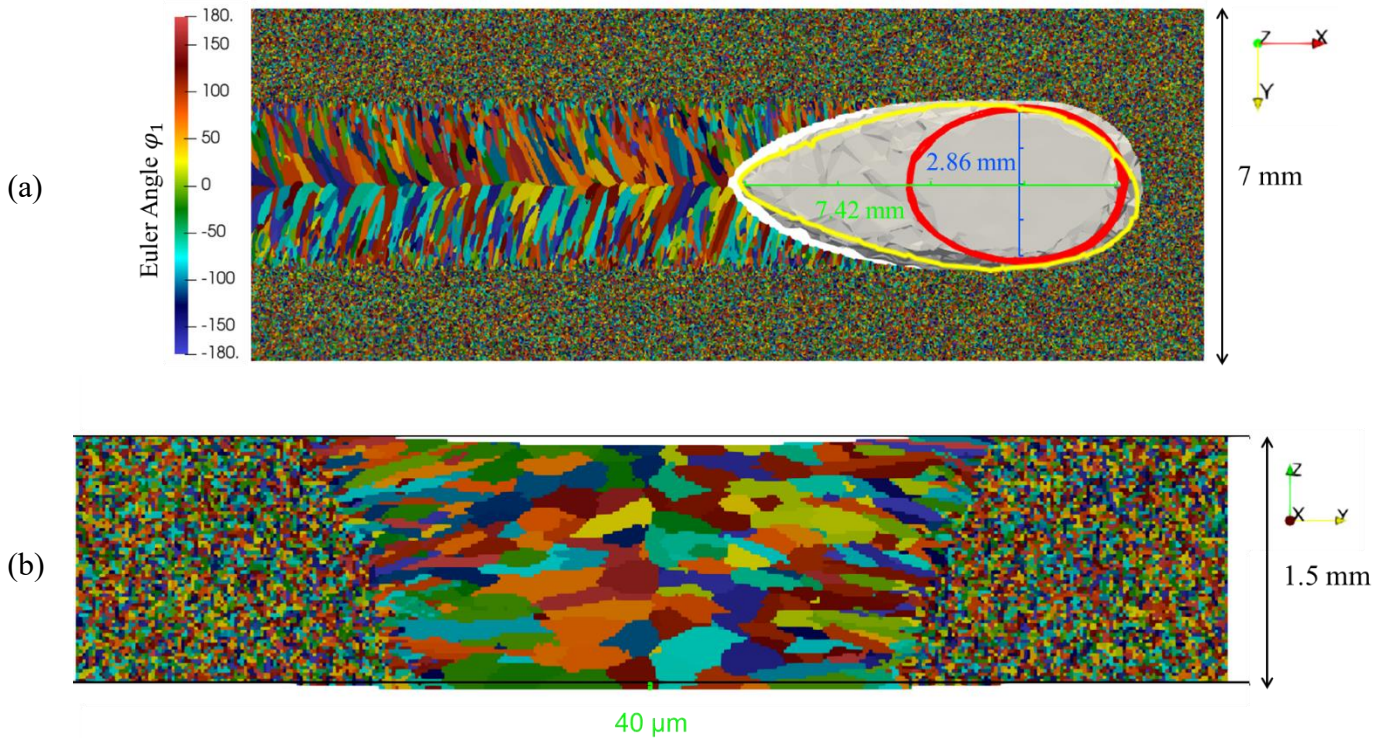 (a)
Euler Angle φ₁
180.
150
100
50
0
-50
-100
-150
-180.
2.86 mm
7.42 mm
Z
X
Y
7 mm
(b)
Z
X
Y
1.5 mm
40 μm